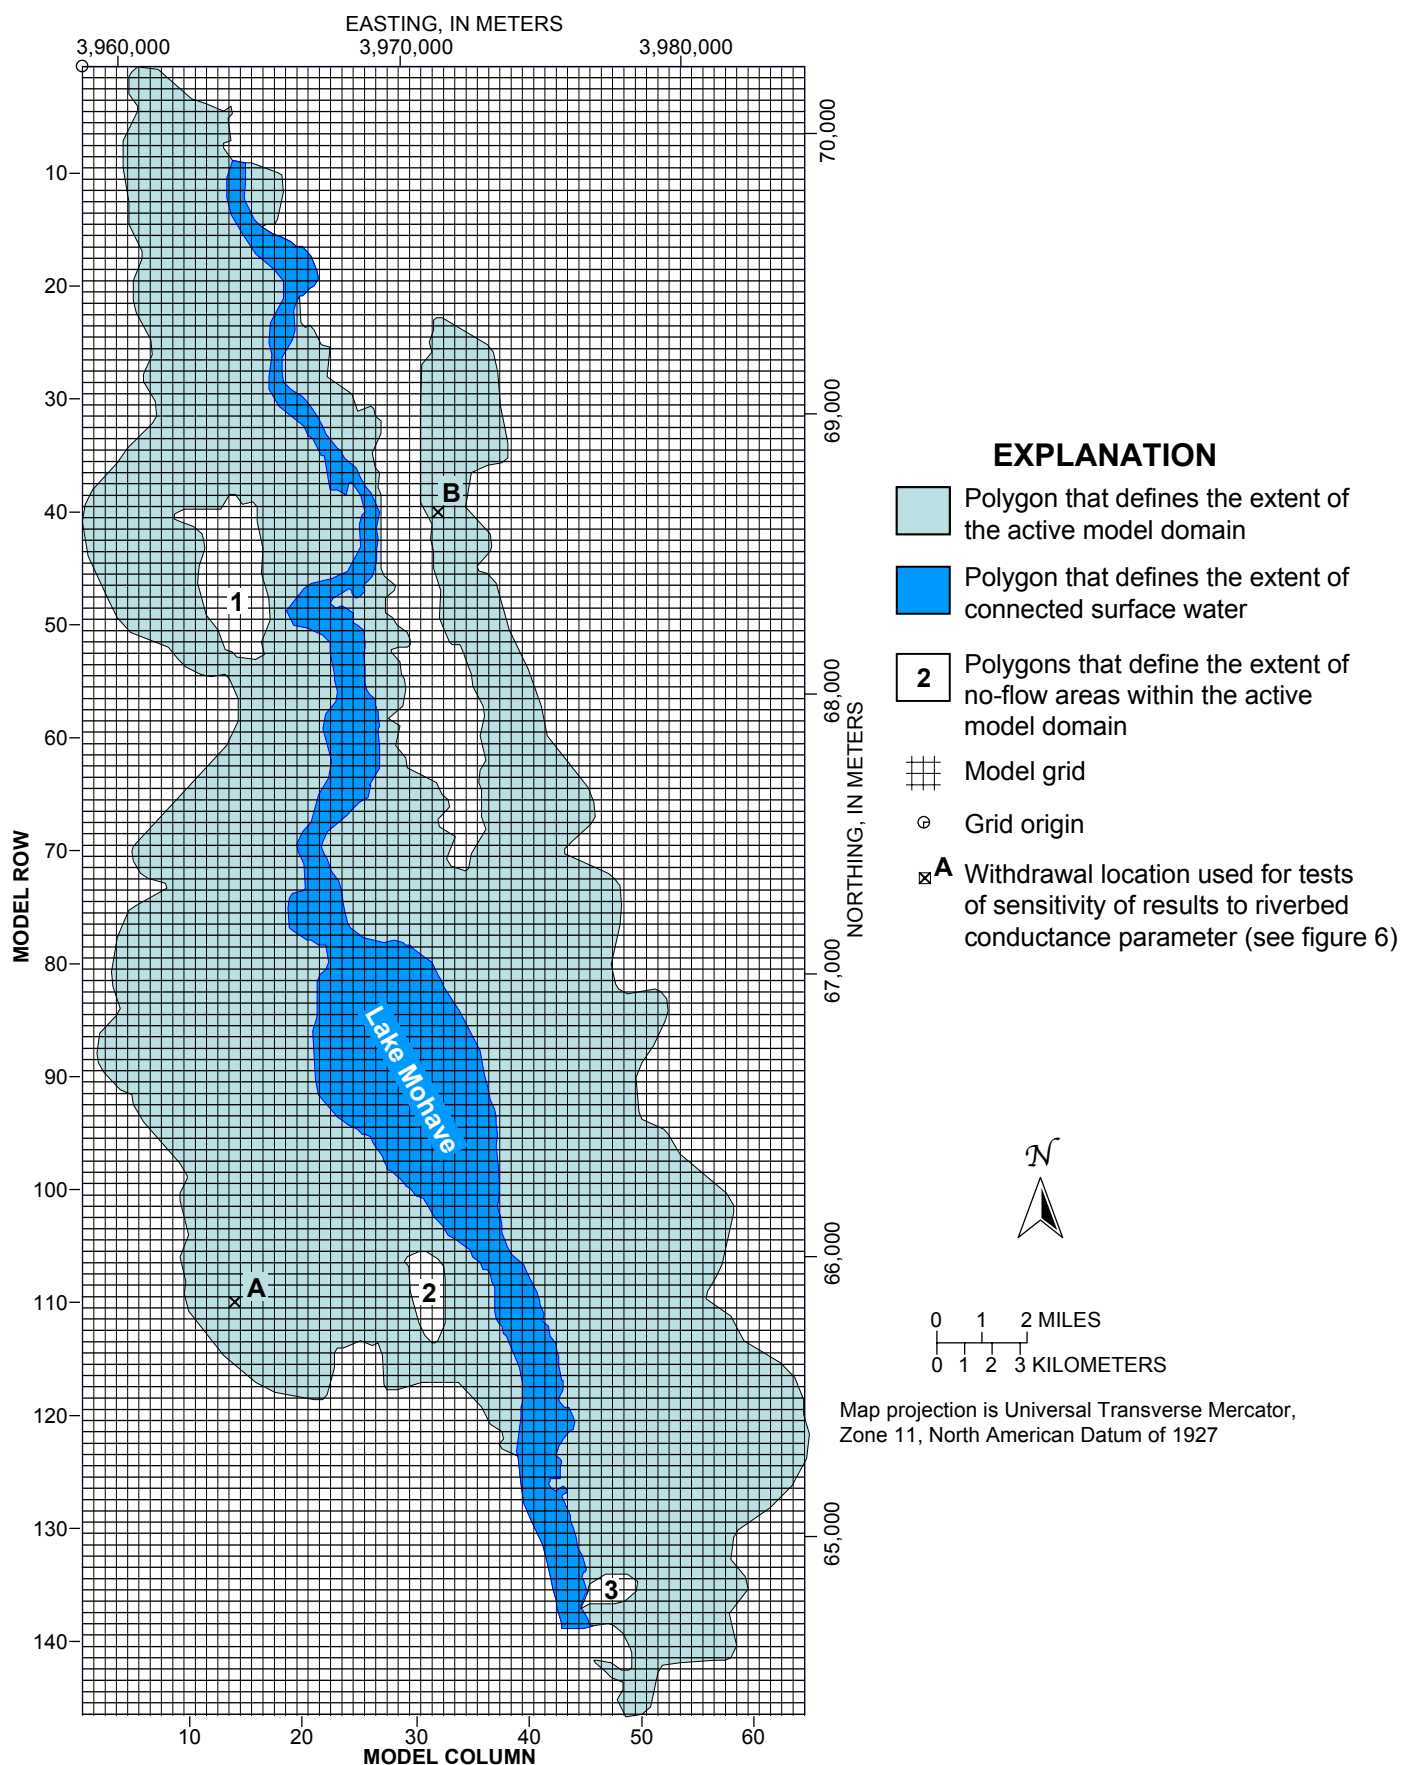 EASTING, IN METERS
3,960,000 3,970,000 3,980,000
70,000
10
20
30
69,000
B
40
1
50
68,000
60
NORTHING, IN METERS
70
MODEL ROW
80
67,000
Lake Mohave
90
100
66,000
A
2
110
120
130
65,000
3
140
10 20 30 40 50 60
MODEL COLUMN
EXPLANATION
Polygon that defines the extent of
the active model domain
Polygon that defines the extent of
connected surface water
2 Polygons that define the extent of
no-flow areas within the active
model domain
Model grid
Grid origin
A Withdrawal location used for tests
of sensitivity of results to riverbed
conductance parameter (see figure 6)
N
0 1 2 MILES
0 1 2 3 KILOMETERS
Map projection is Universal Transverse Mercator,
Zone 11, North American Datum of 1927